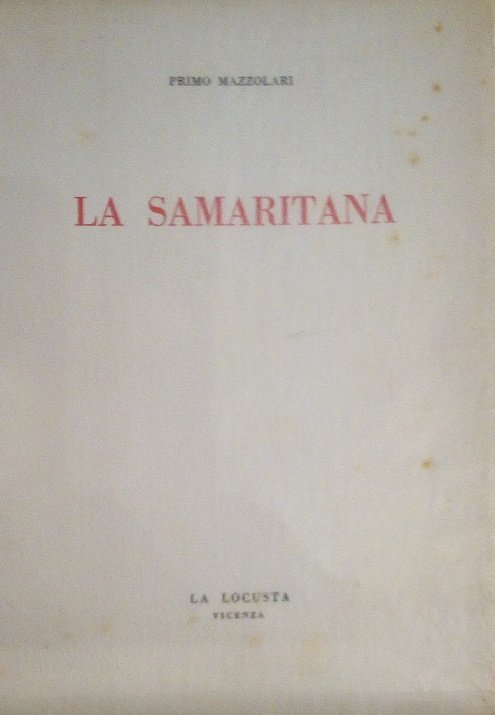 PRIMO MAZZOLARI
LA SAMARITANA
LA LOCUSTA
VICENZA